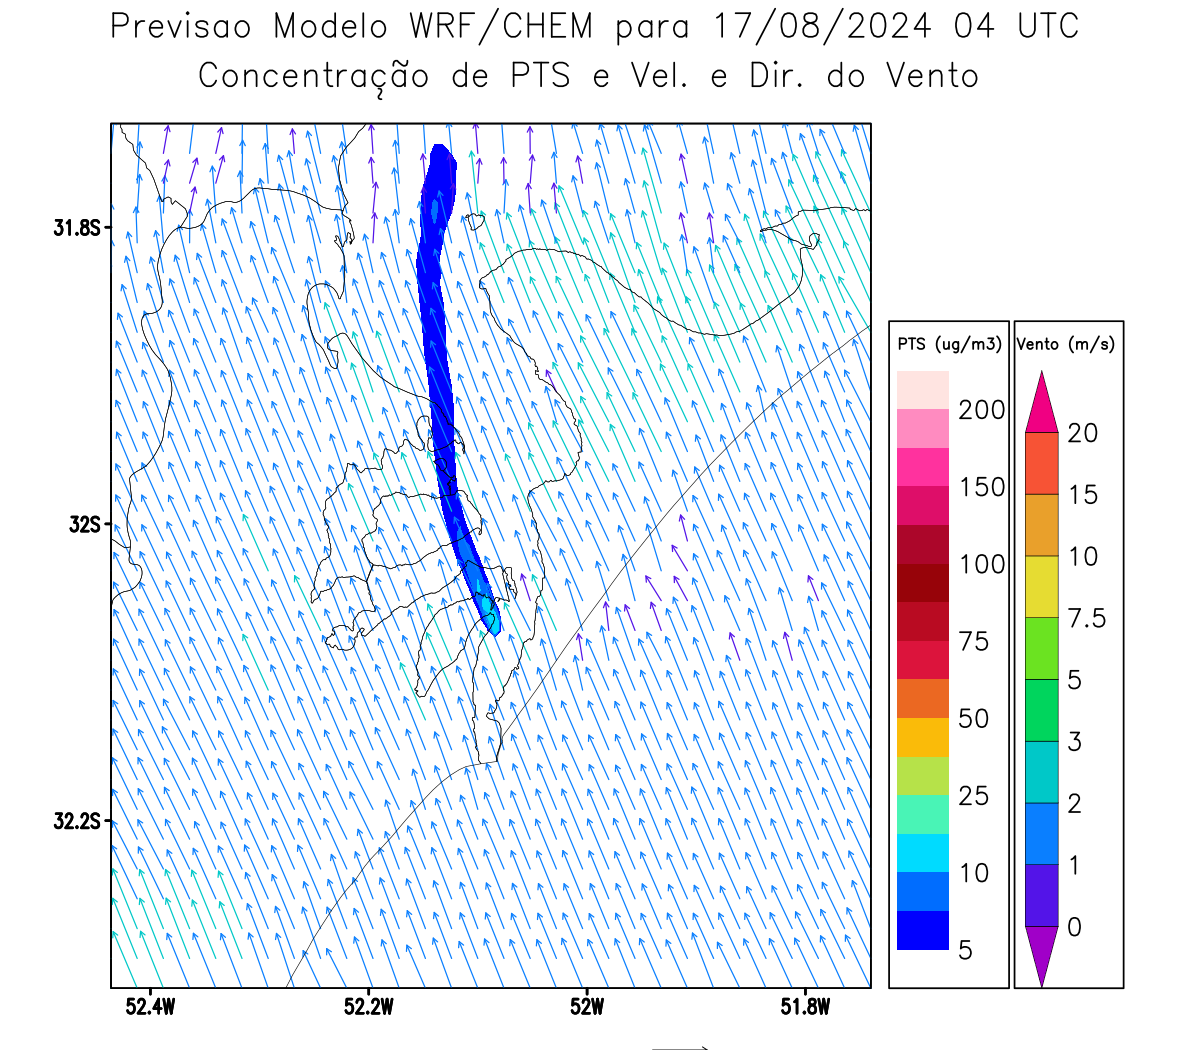 Previsao Modelo WRF/CHEM para 17/08/2024 04 UTC
Concentração de PTS e Vel. e Dir. do Vento
31.8S
32S
32.2S
52.4W
52.2W
52W
51.8W
PTS (ug/m3)
200
150
100
75
50
25
10
5
Vento (m/s)
20
15
10
7.5
5
3
2
1
0